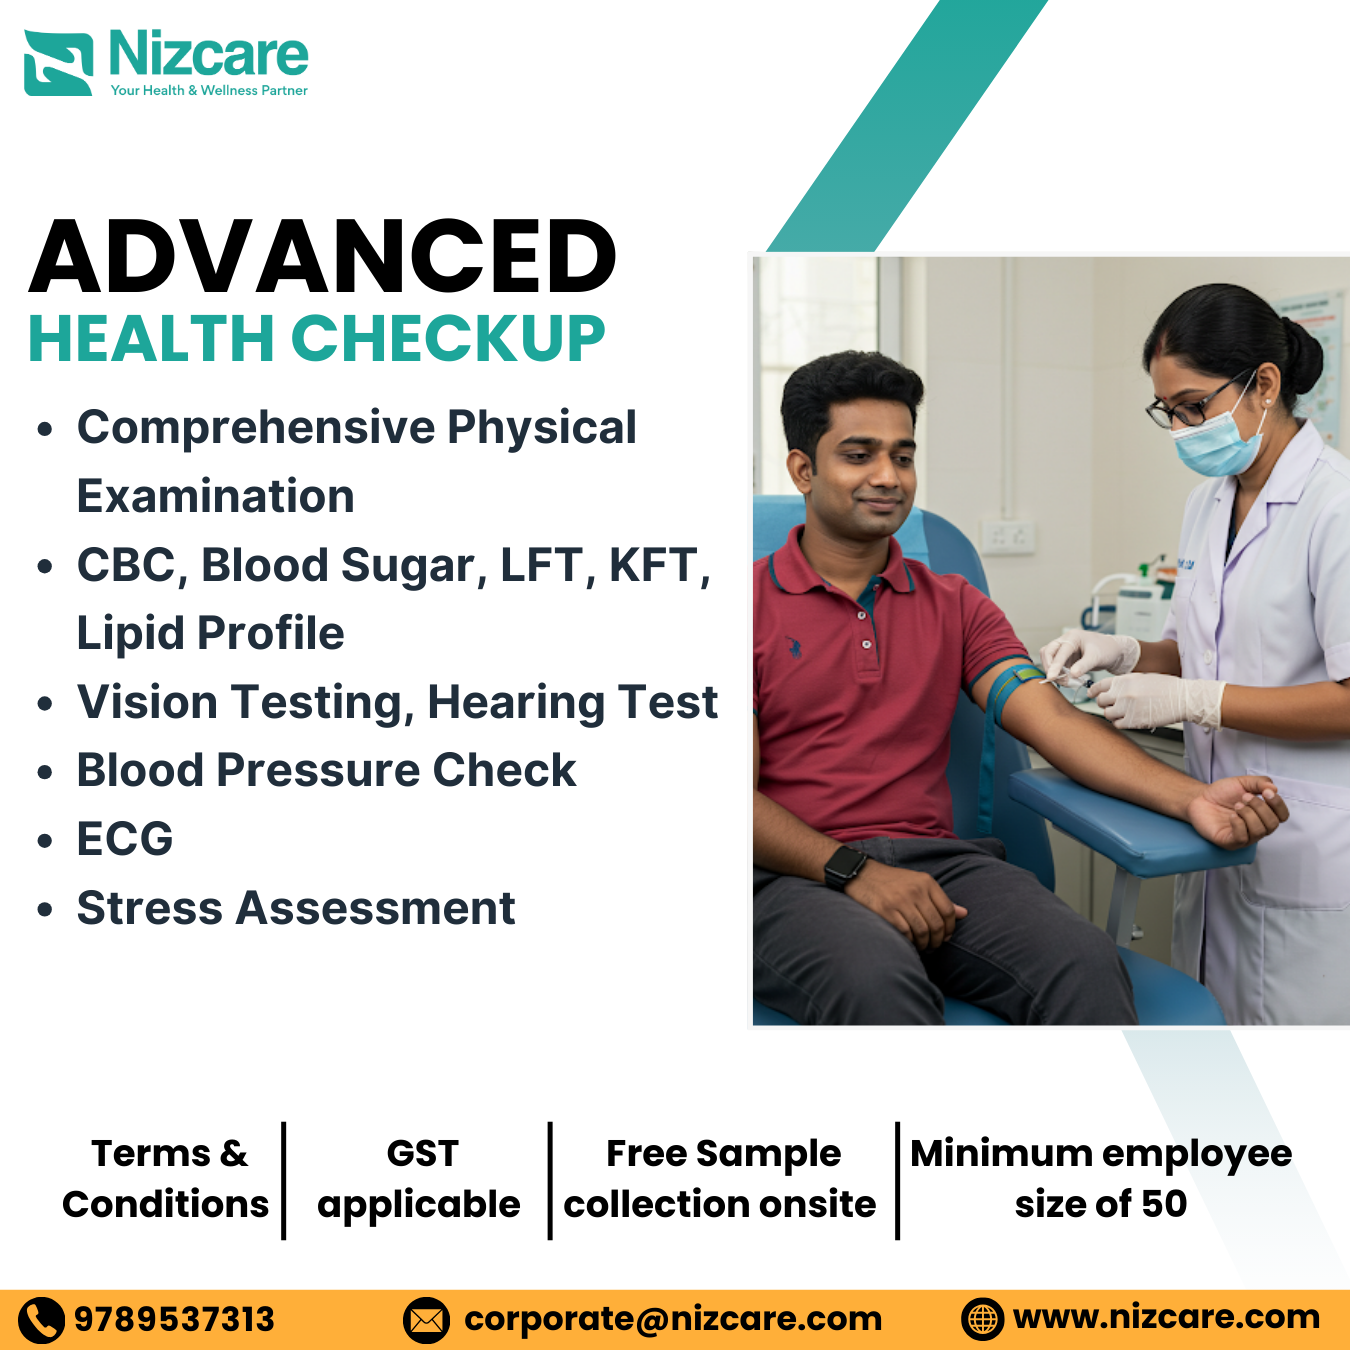 Nizcare
Your Health & Wellness Partner
ADVANCED
HEALTH CHECKUP
• Comprehensive Physical
Examination
• CBC, Blood Sugar, LFT, KFT,
Lipid Profile
• Vision Testing, Hearing Test
• Blood Pressure Check
• ECG
• Stress Assessment
Terms &
Conditions
GST
applicable
Free Sample
collection onsite
Minimum employee
size of 50
9789537313
corporate@nizcare.com
www.nizcare.com